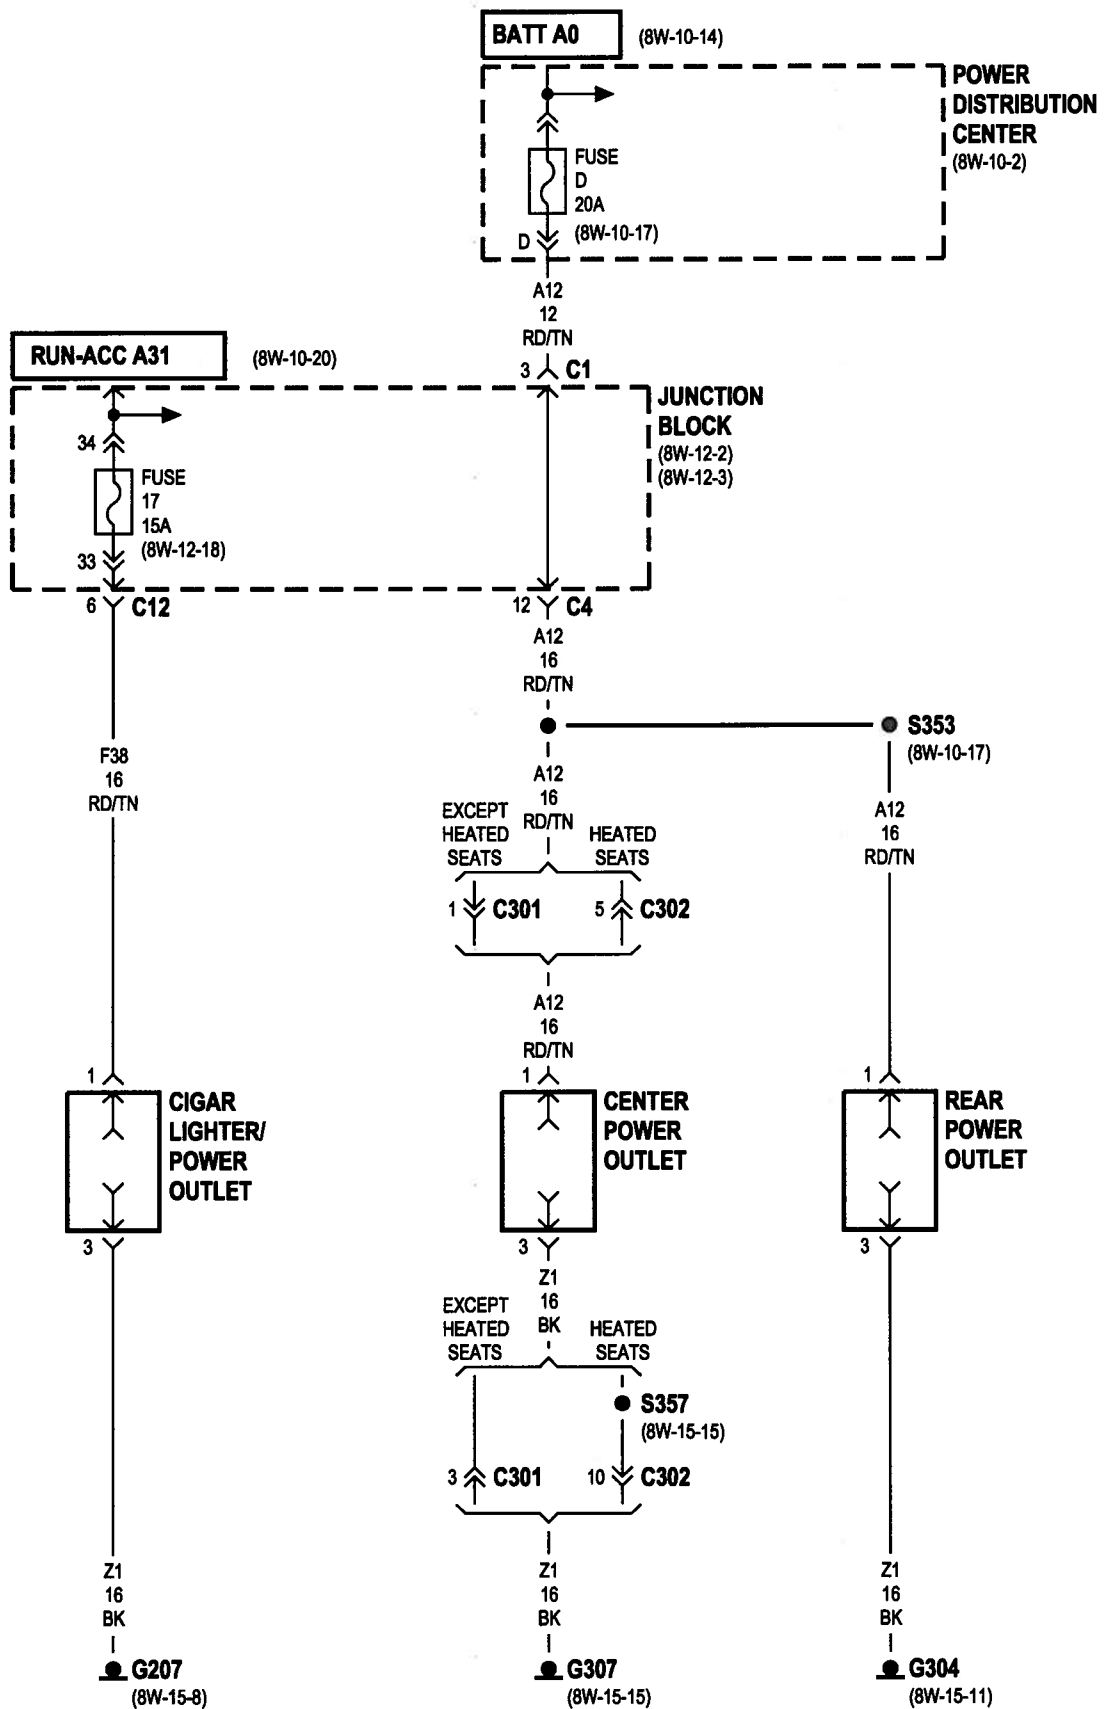 BATT A0
(8W-10-14)
POWER
DISTRIBUTION
CENTER
(8W-10-2)
FUSE
D
20A
(8W-10-17)
D
A12
12
RD/TN
3
C1
RUN-ACC A31
(8W-10-20)
JUNCTION
BLOCK
(8W-12-2)
(8W-12-3)
34
FUSE
17
15A
(8W-12-18)
33
6
C12
12
C4
A12
16
RD/TN
S353
(8W-10-17)
F38
16
RD/TN
A12
16
RD/TN
A12
16
RD/TN
EXCEPT
HEATED
SEATS
HEATED
SEATS
1
C301
5
C302
A12
16
RD/TN
1
CIGAR
LIGHTER/
POWER
OUTLET
3
1
CENTER
POWER
OUTLET
3
1
REAR
POWER
OUTLET
3
Z1
16
BK
EXCEPT
HEATED
SEATS
HEATED
SEATS
S357
(8W-15-15)
3
C301
10
C302
Z1
16
BK
G207
(8W-15-8)
Z1
16
BK
G307
(8W-15-15)
Z1
16
BK
G304
(8W-15-11)